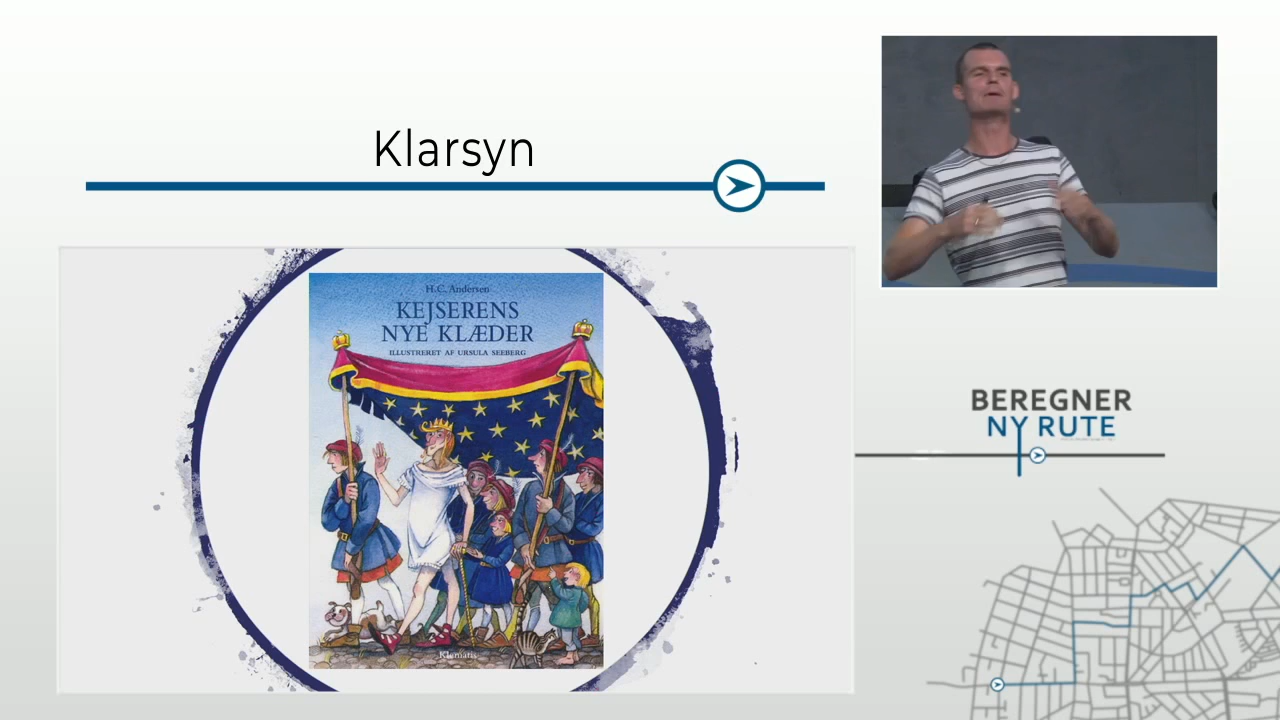 Klarsyn
H.C. Andersen
KEJSERENS
NYE KLÆDER
ILLUSTRERET AF URSULA SEEBERG
Klematis
BEREGNER
NY RUTE